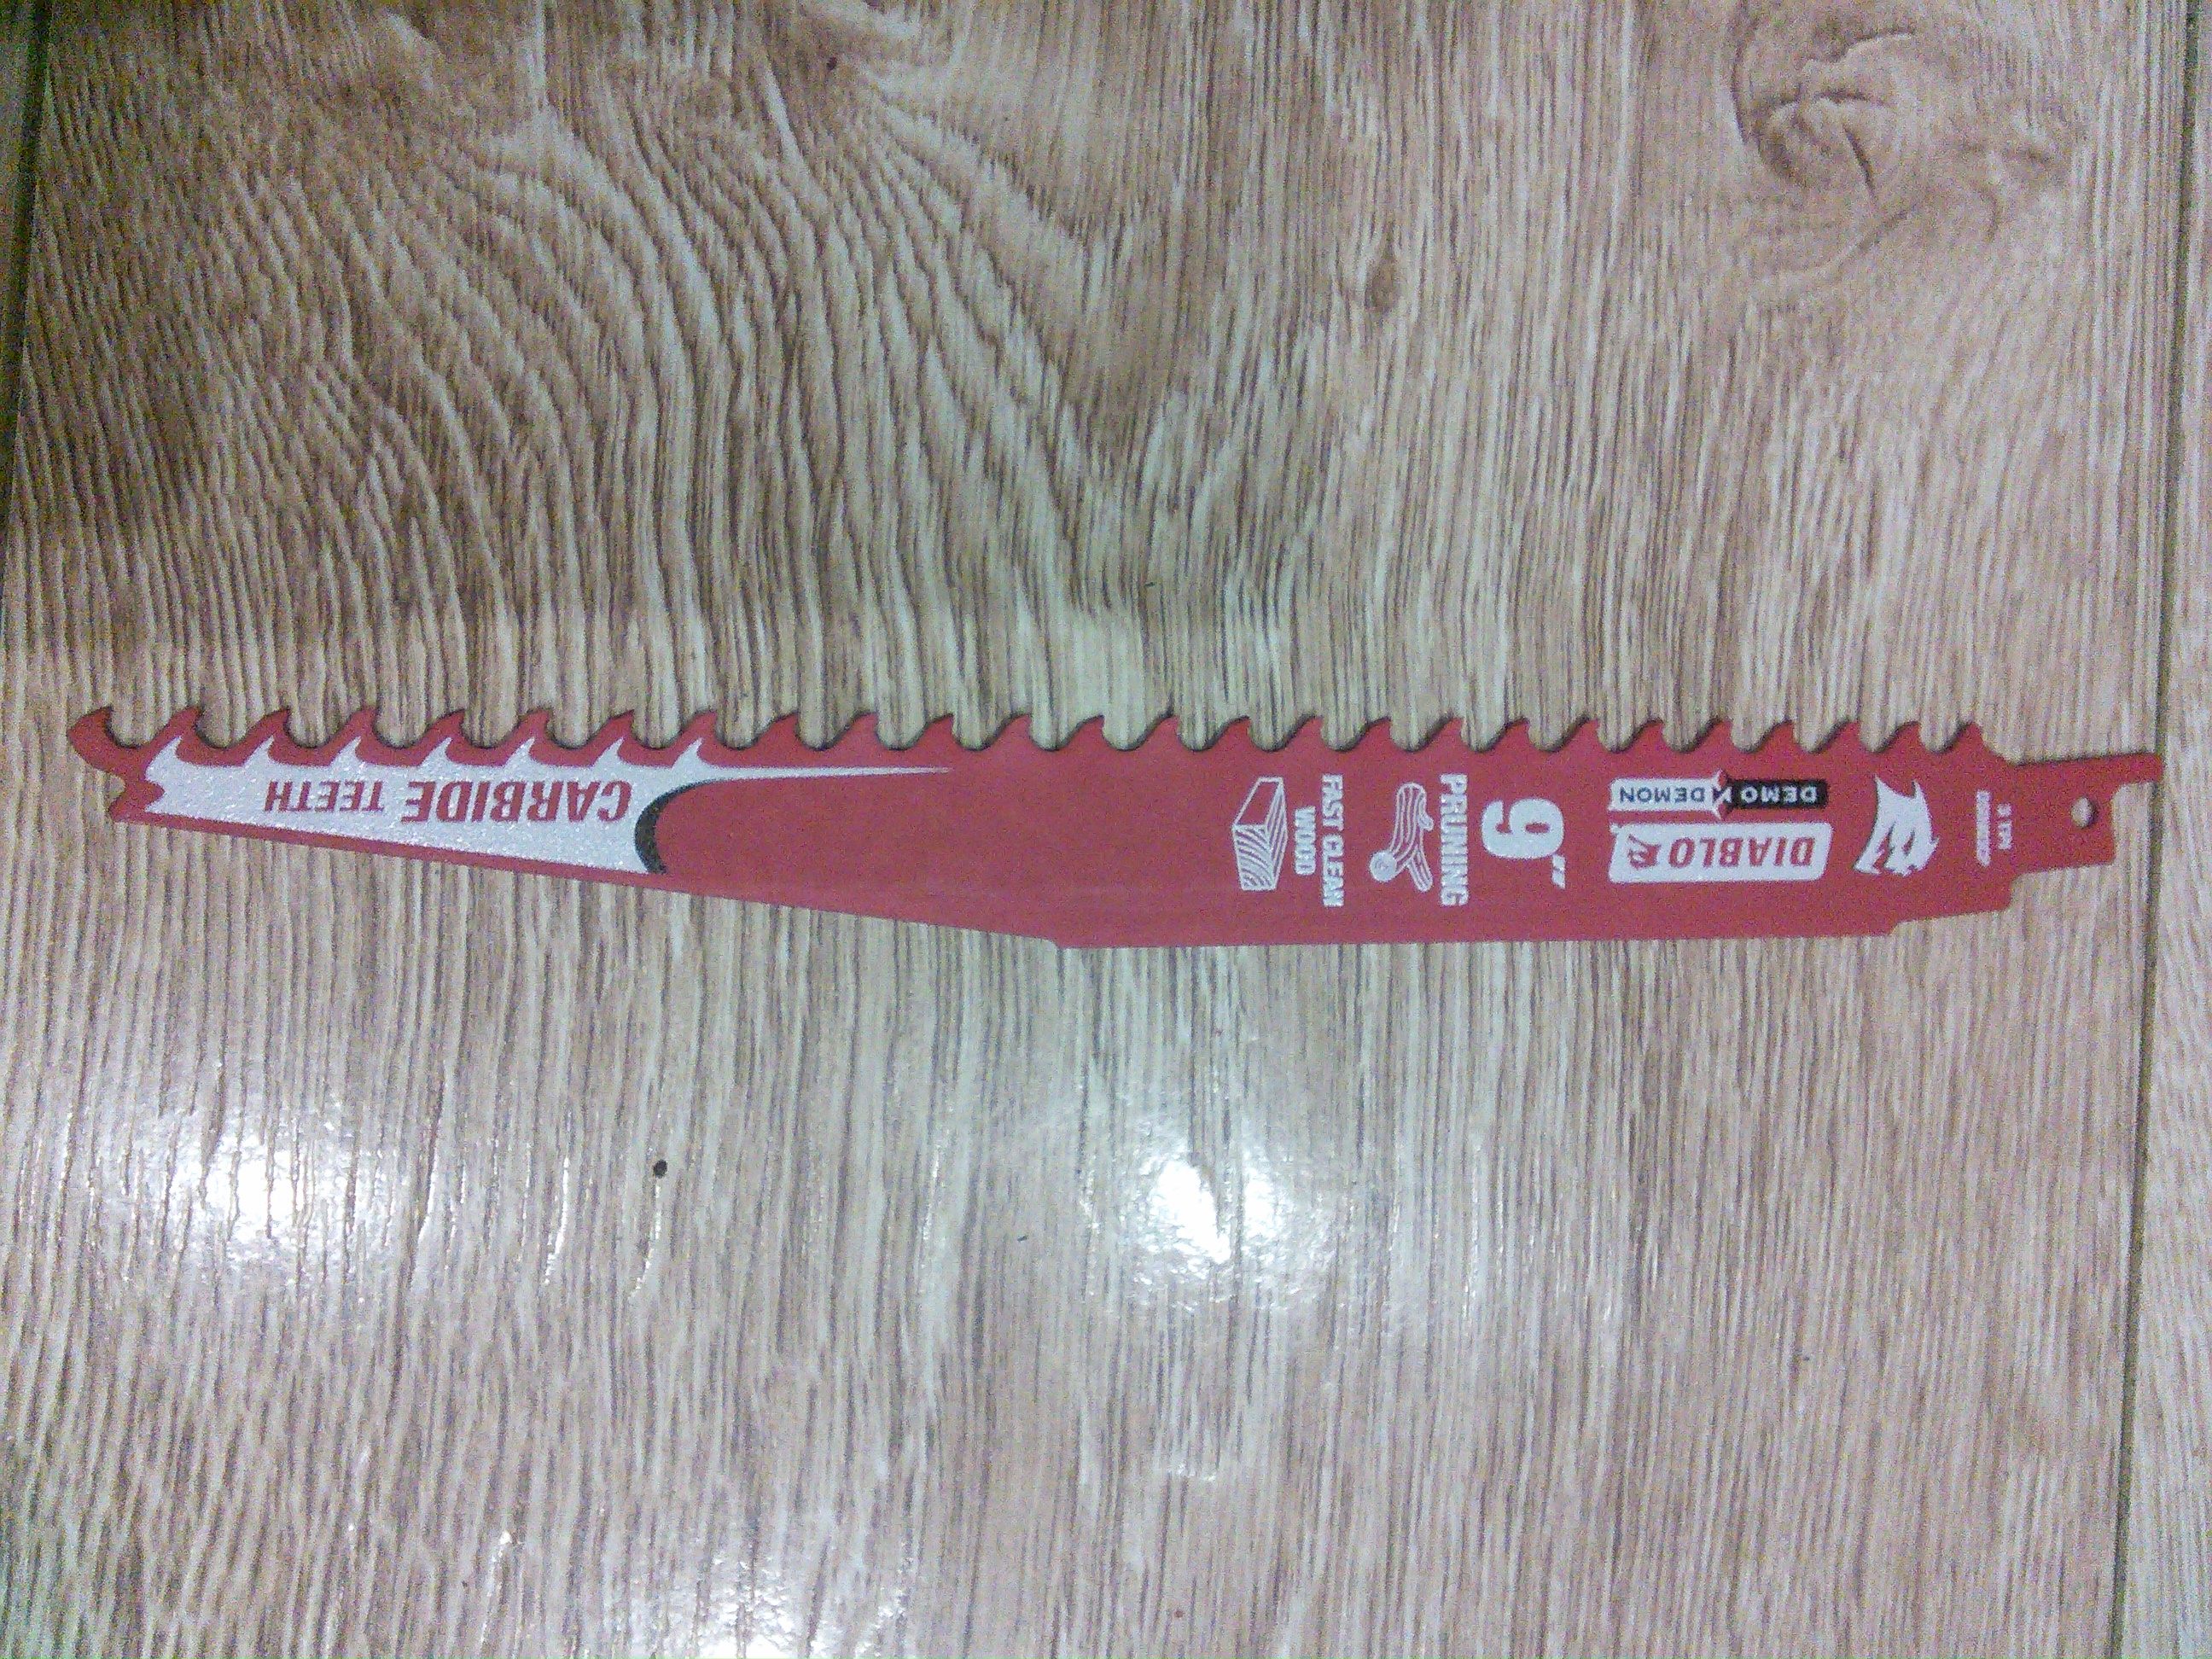 3 TPI
DIABLO
DEMO DEMON
9"
PRUNING
FAST CLEAN
WOOD
CARBIDE TEETH